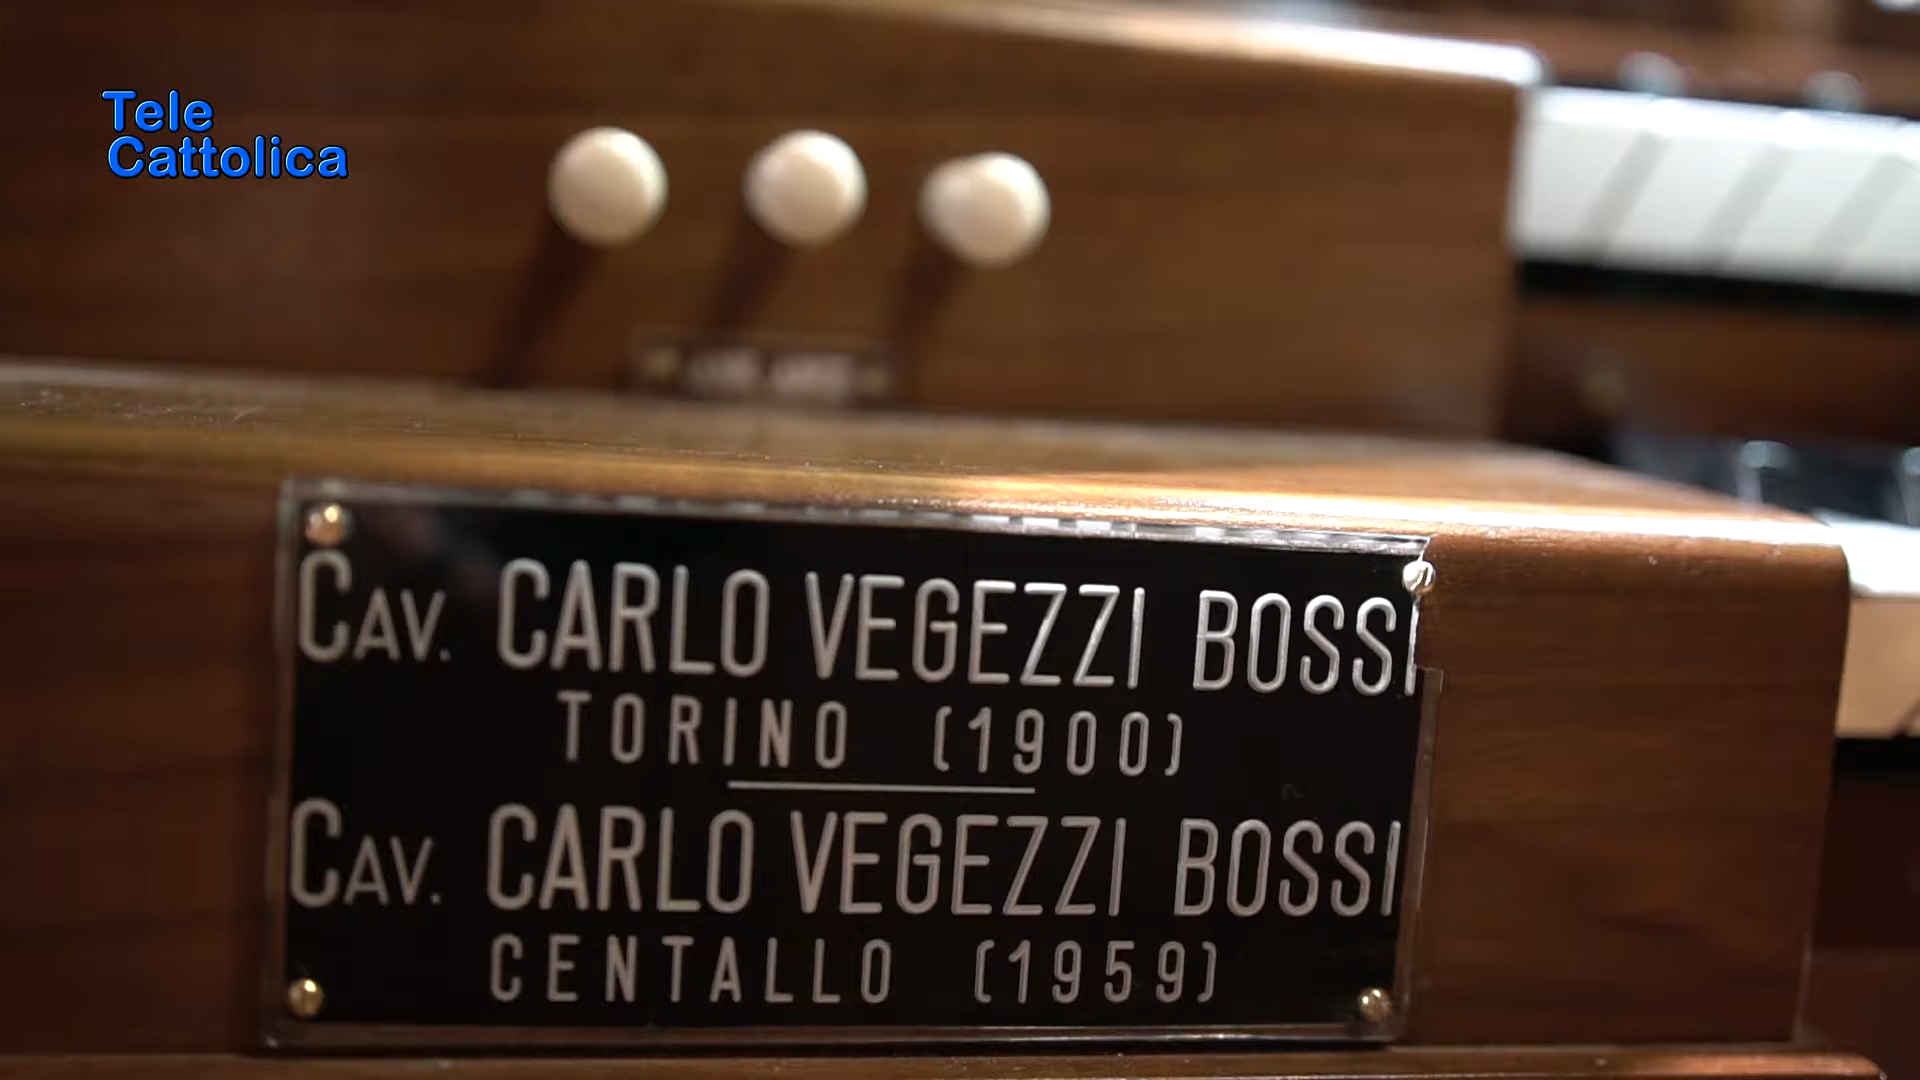 Tele
Cattolica
CAV. CARLO VEGEZZI BOSSI
TORINO (1900)
CAV. CARLO VEGEZZI BOSSI
CENTALLO (1959)